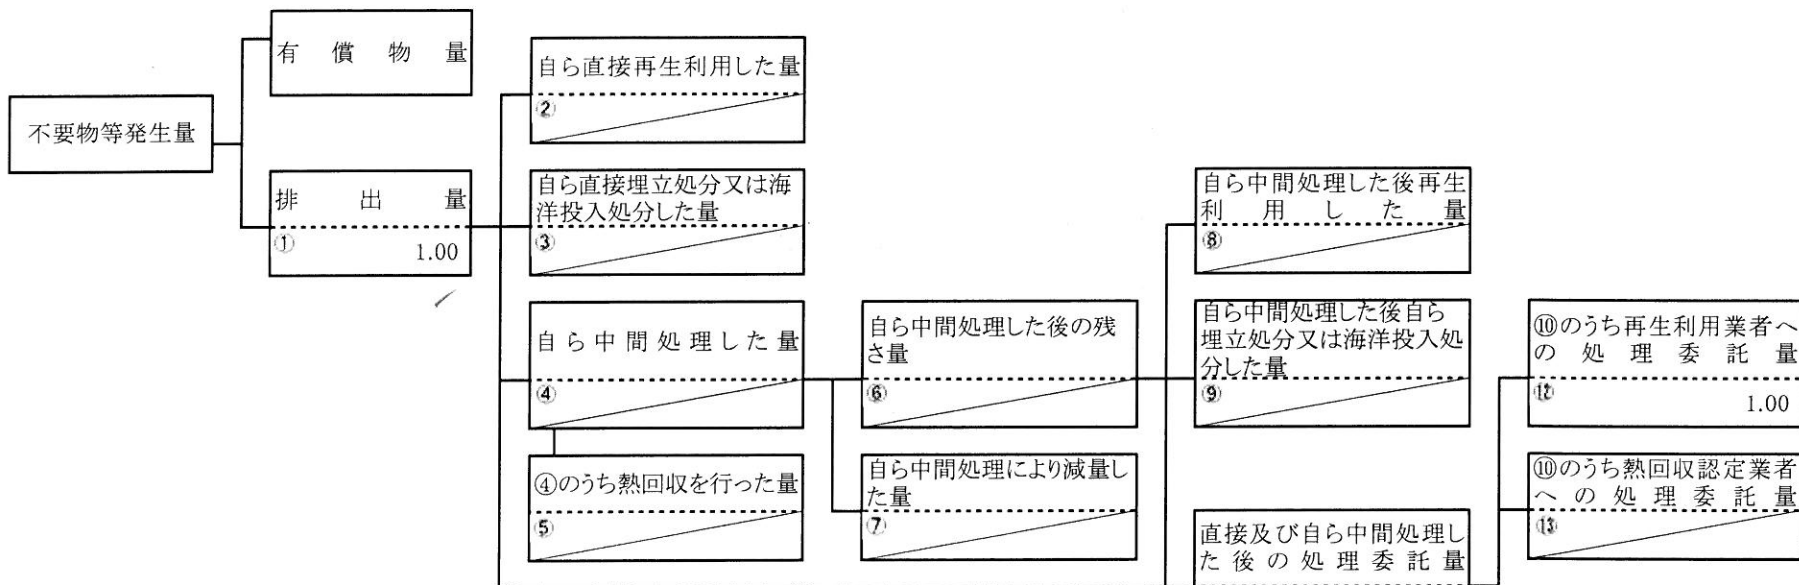 不要物等発生量
有償物量
排出量
①
1.00
自ら直接再生利用した量
②
自ら直接埋立処分又は海
洋投入処分した量
③
自ら中間処理した量
④
④のうち熱回収を行った量
⑤
自ら中間処理した後の残
さ量
⑥
自ら中間処理により減量し
た量
⑦
自ら中間処理した後再生
利用した量
⑧
自ら中間処理した後自ら
埋立処分又は海洋投入処
分した量
⑨
直接及び自ら中間処理し
た後の処理委託量
⑩のうち再生利用業者へ
の処理委託量
⑫
1.00
⑩のうち熱回収認定業者
への処理委託量
⑬